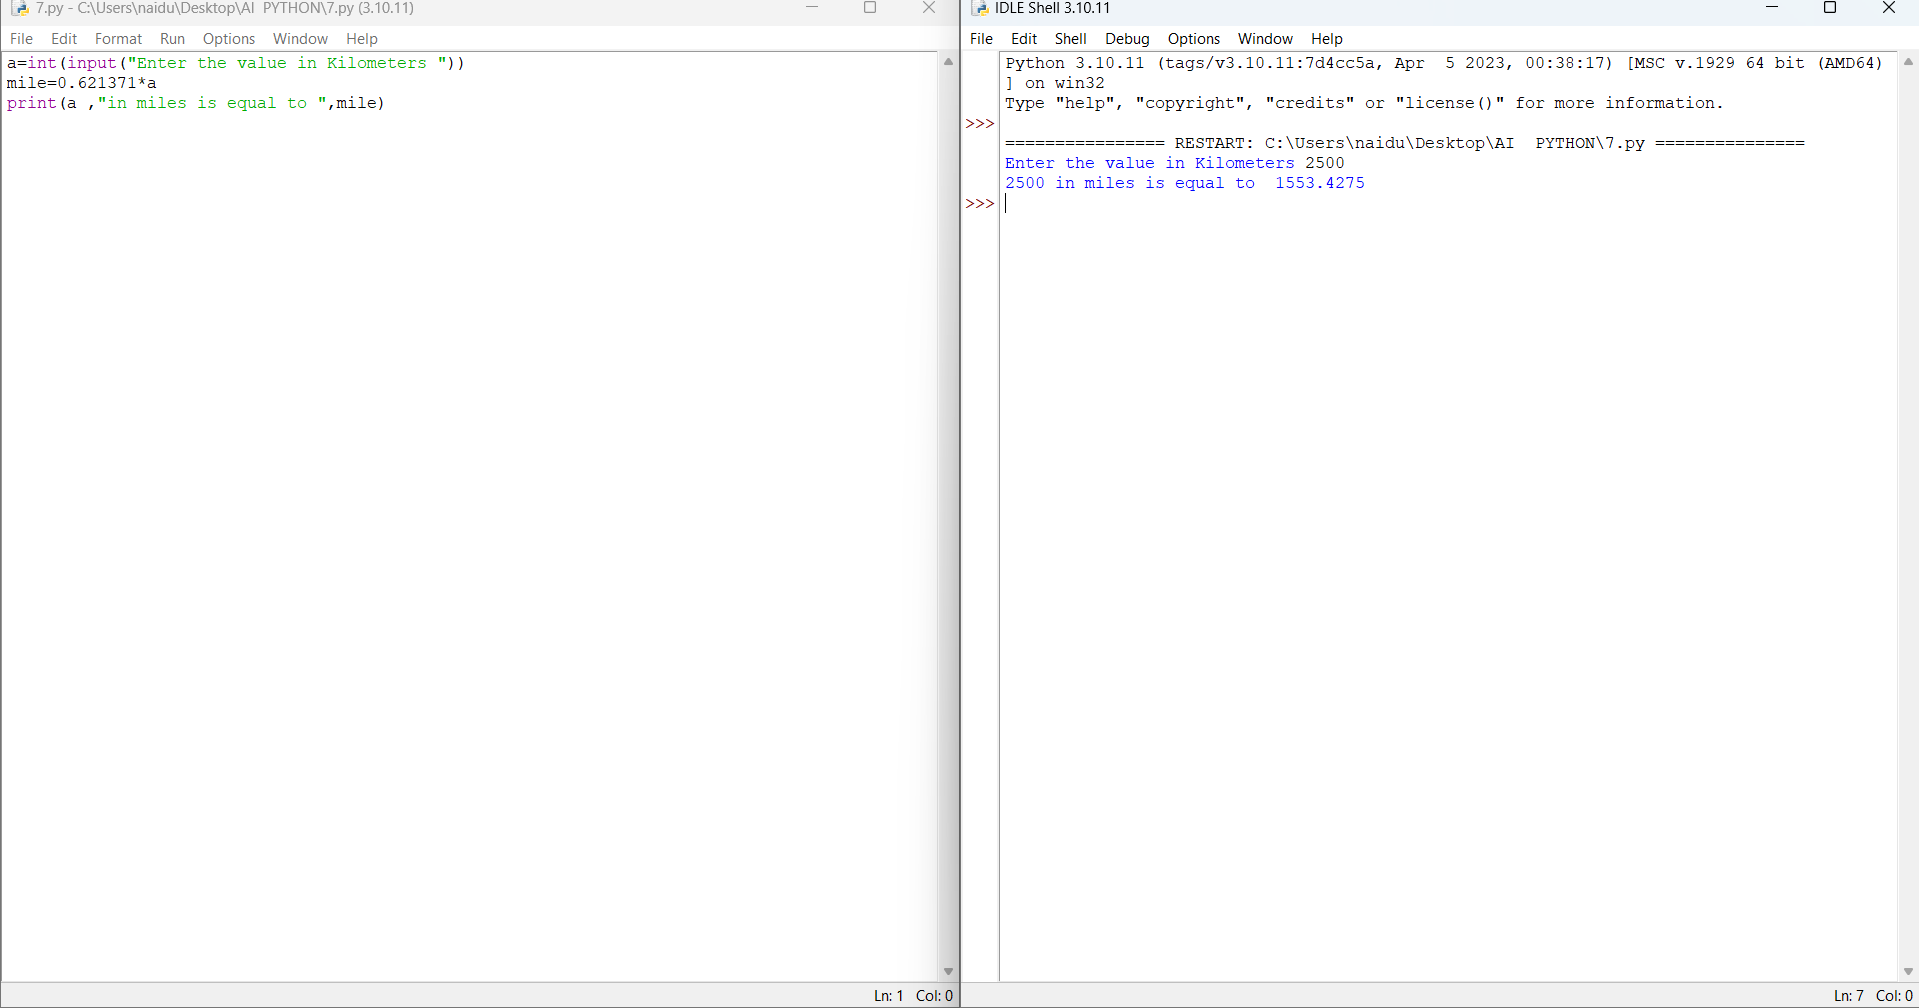 7.py - C:\Users\naidu\Desktop\AI  PYTHON\7.py (3.10.11)
File Edit Format Run Options Window Help
a=int(input("Enter the value in Kilometers "))
mile=0.621371*a
print(a ,"in miles is equal to ",mile)
Ln: 1 Col: 0
IDLE Shell 3.10.11
File Edit Shell Debug Options Window Help
Python 3.10.11 (tags/v3.10.11:7d4cc5a, Apr  5 2023, 00:38:17) [MSC v.1929 64 bit (AMD64)
] on win32
Type "help", "copyright", "credits" or "license()" for more information.
>>>
================ RESTART: C:\Users\naidu\Desktop\AI  PYTHON\7.py ===============
Enter the value in Kilometers 2500
2500 in miles is equal to  1553.4275
>>>
Ln: 7 Col: 0